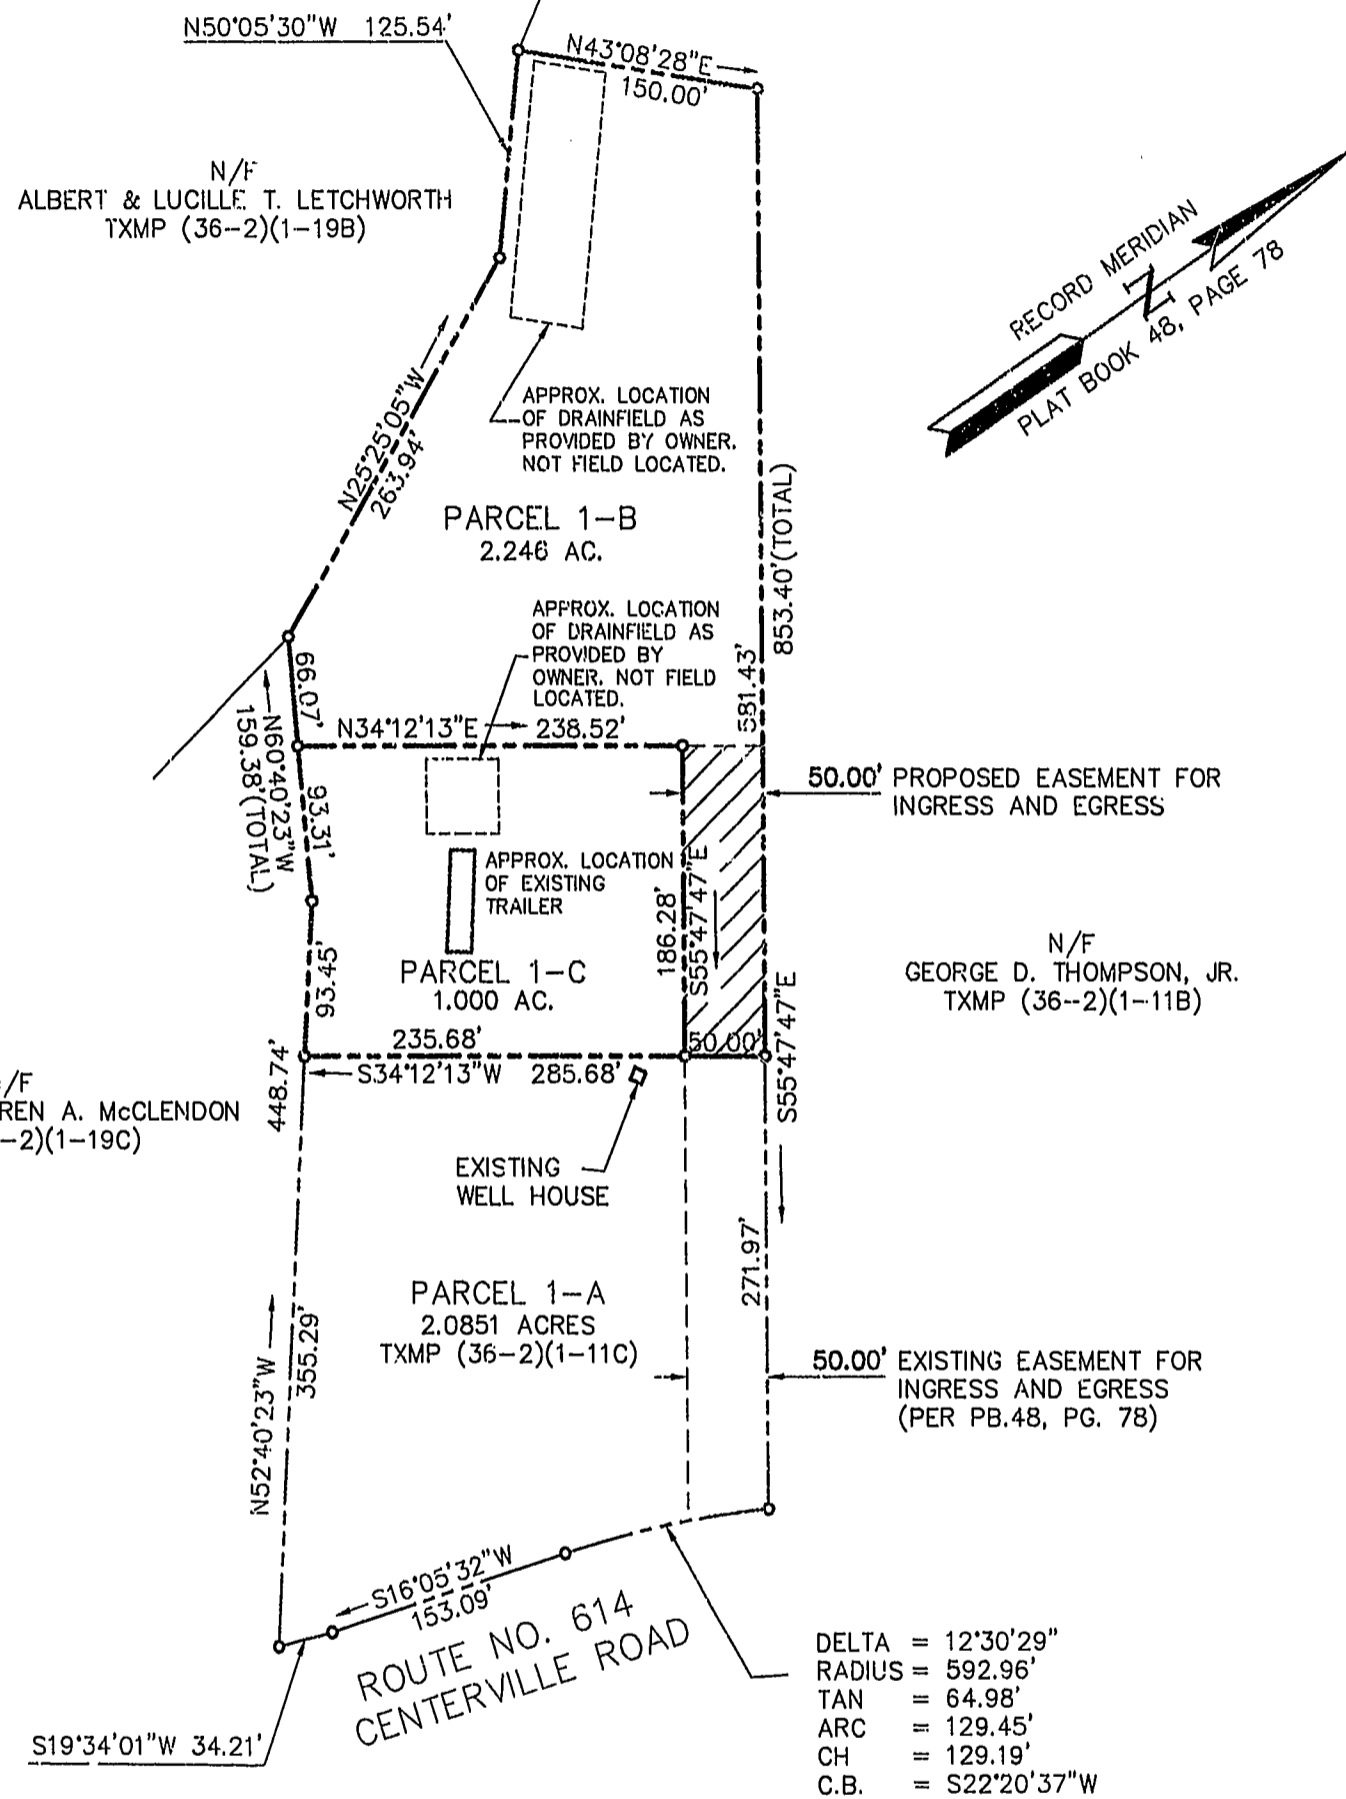 N50°05'30"W 125.54'
N43°08'28"E
150.00'
N/F
ALBERT & LUCILLE T. LETCHWORTH
TXMP (36-2)(1-19B)
RECORD MERIDIAN
N
PLAT BOOK 48, PAGE 78
N25°25'05"W
263.94'
APPROX. LOCATION
OF DRAINFIELD AS
PROVIDED BY OWNER.
NOT FIELD LOCATED.
PARCEL 1-B
2.246 AC.
853.40'(TOTAL)
581.43'
APPROX. LOCATION
OF DRAINFIELD AS
PROVIDED BY
OWNER. NOT FIELD
LOCATED.
66.07'
N60°40'23"W
159.38'(TOTAL)
93.31'
N34°12'13"E 238.52'
50.00' PROPOSED EASEMENT FOR
INGRESS AND EGRESS
APPROX. LOCATION
OF EXISTING
TRAILER
186.28'
S55°47'47"E
93.45'
PARCEL 1-C
1.000 AC.
N/F
GEORGE D. THOMPSON, JR.
TXMP (36-2)(1-11B)
235.68'
50.00'
S34°12'13"W 285.68'
S55°47'47"E
448.74'
/F
REN A. McCLENDON
-2)(1-19C)
EXISTING
WELL HOUSE
271.97'
PARCEL 1-A
2.0851 ACRES
TXMP (36-2)(1-11C)
N52°40'23"W
355.29'
50.00' EXISTING EASEMENT FOR
INGRESS AND EGRESS
(PER PB.48, PG. 78)
S16°05'32"W
153.09'
ROUTE NO. 614
CENTERVILLE ROAD
S19°34'01"W 34.21'
DELTA = 12°30'29"
RADIUS = 592.96'
TAN = 64.98'
ARC = 129.45'
CH = 129.19'
C.B. = S22°20'37"W